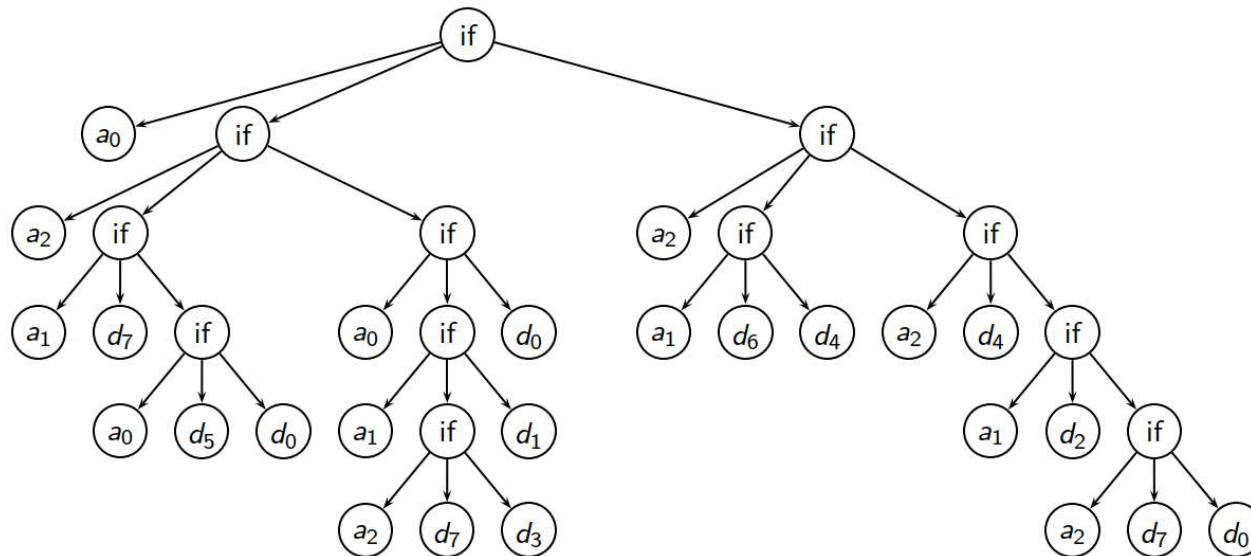 if
a₀ if if
a₂ if if a₂ if if
a₁ d₇ if a₀ if d₀ a₁ d₆ d₄ a₂ d₄ if
a₀ d₅ d₀ a₁ if d₁ a₁ d₂ if
a₂ d₇ d₃ a₂ d₇ d₀